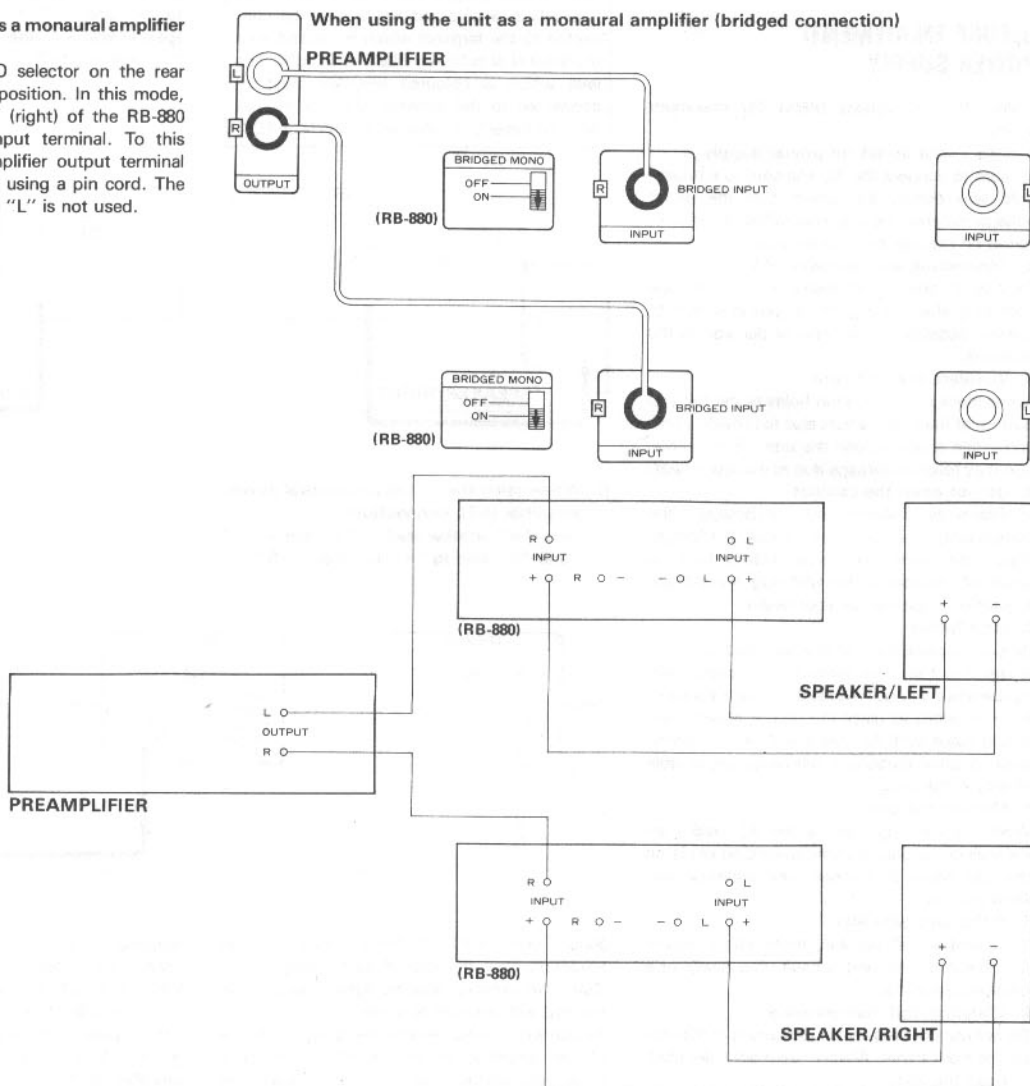 s a monaural amplifier
O selector on the rear
position. In this mode,
(right) of the RB-880
nput terminal. To this
mplifier output terminal
using a pin cord. The
"L" is not used.
When using the unit as a monaural amplifier (bridged connection)
PREAMPLIFIER
L
R
OUTPUT
BRIDGED MONO
OFF
ON
(RB-880)
R
BRIDGED INPUT
INPUT
L
INPUT
BRIDGED MONO
OFF
ON
(RB-880)
R
BRIDGED INPUT
INPUT
L
INPUT
R L
INPUT INPUT
+ R - - L +
(RB-880)
+ -
SPEAKER/LEFT
L
OUTPUT
R
PREAMPLIFIER
R L
INPUT INPUT
+ R - - L +
(RB-880)
+ -
SPEAKER/RIGHT